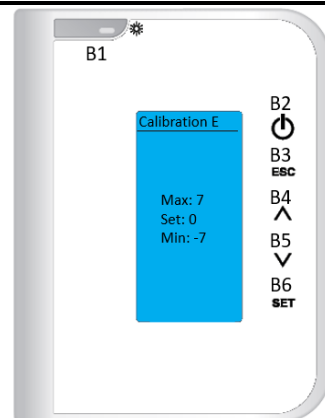 B1
B2
B3
ESC
B4
B5
B6
SET
Calibration E
Max: 7
Set: 0
Min: -7